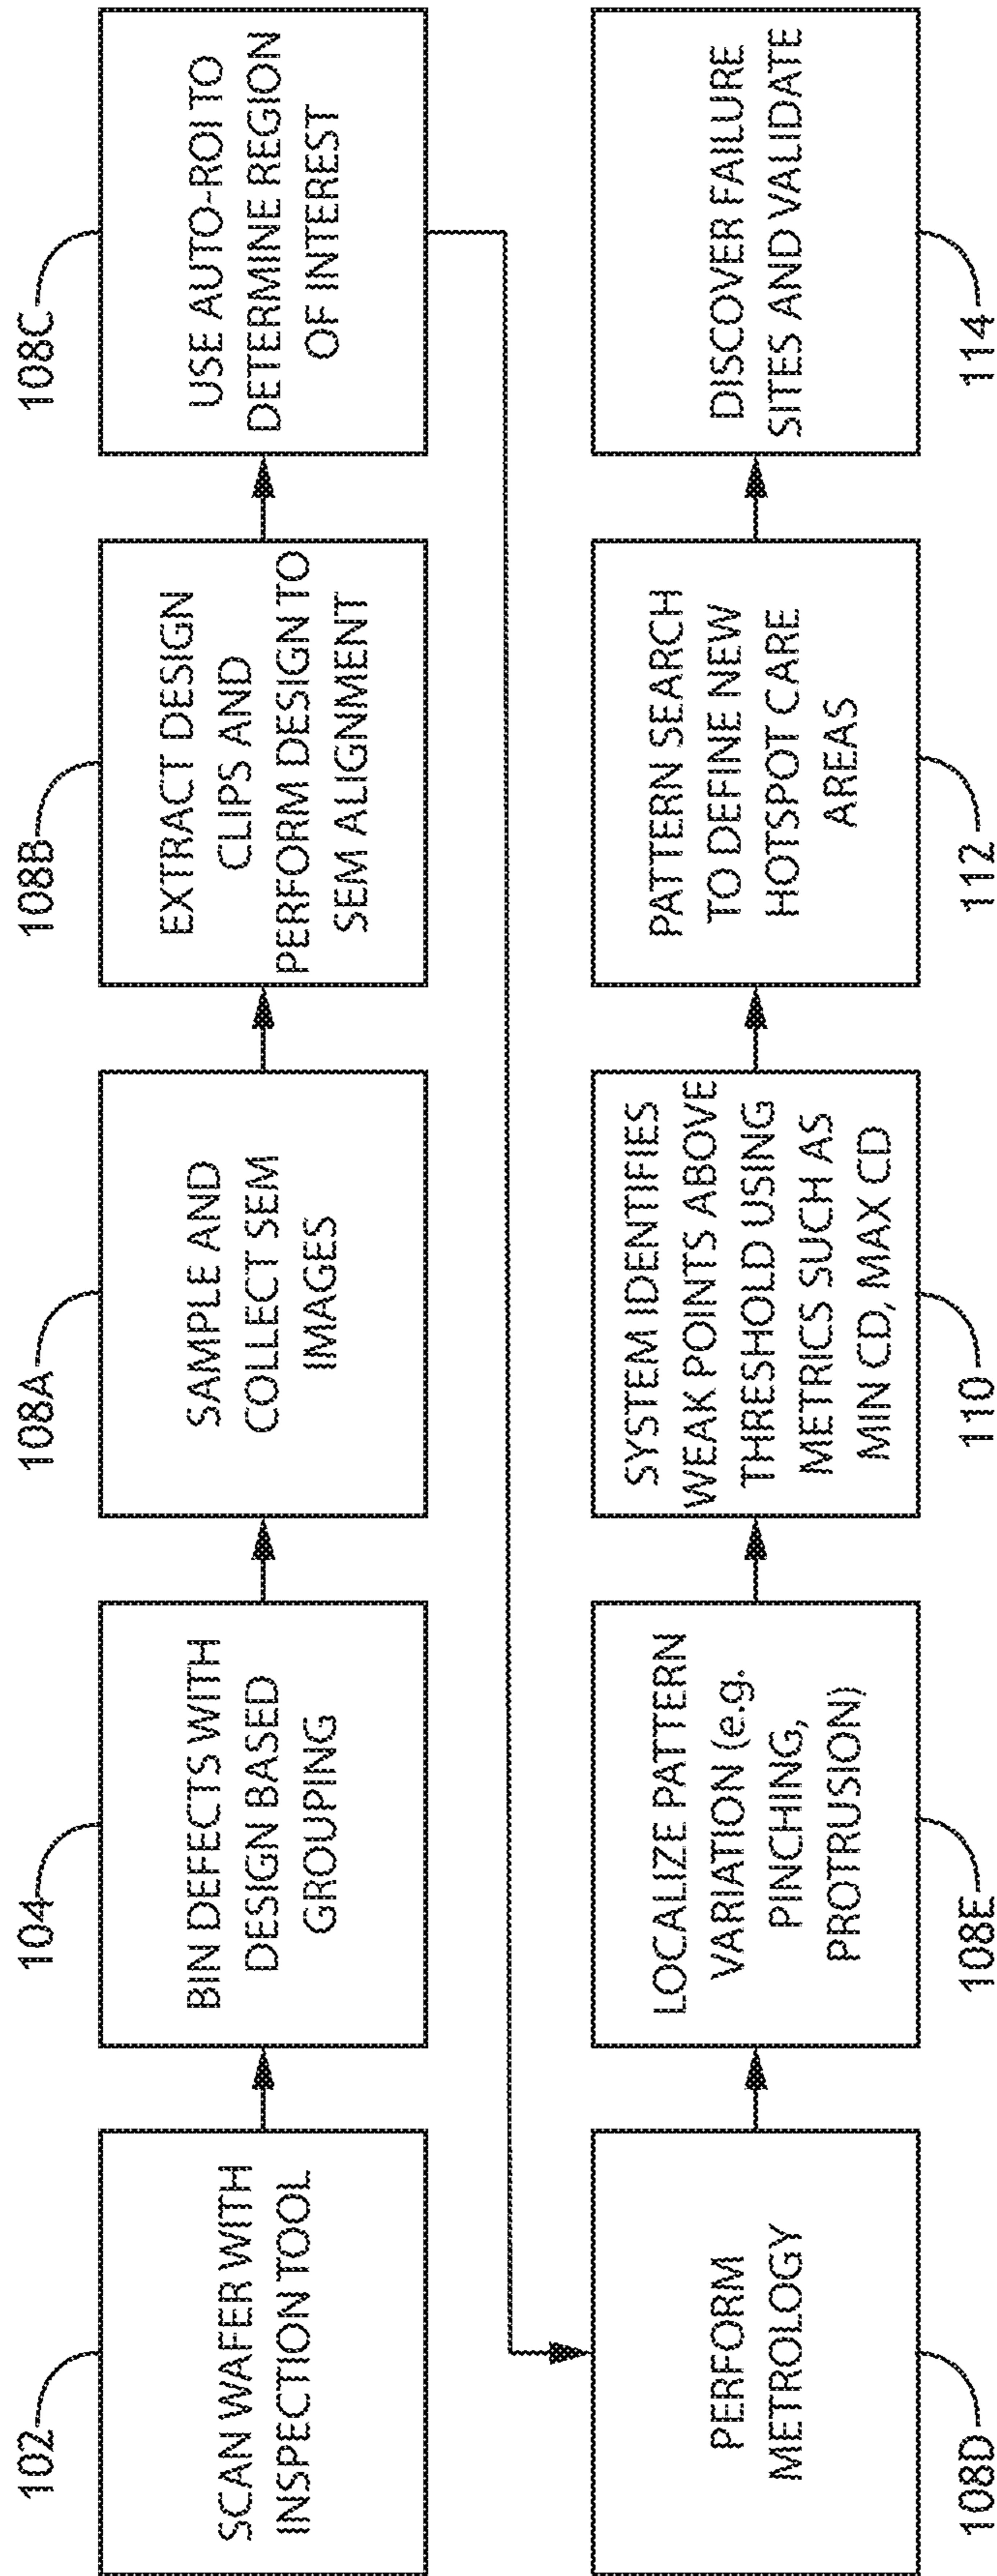 102
SCAN WAFER WITH
INSPECTION TOOL
104
BIN DEFECTS WITH
DESIGN BASED
GROUPING
108A
SAMPLE AND
COLLECT SEM
IMAGES
108B
EXTRACT DESIGN
CLIPS AND
PERFORM DESIGN TO
SEM ALIGNMENT
108C
USE AUTO-ROI TO
DETERMINE REGION
OF INTEREST
PERFORM
METROLOGY
108D
LOCALIZE PATTERN
VARIATION (e.g.
PINCHING,
PROTRUSION)
108E
SYSTEM IDENTIFIES
WEAK POINTS ABOVE
THRESHOLD USING
METRICS SUCH AS
MIN CD, MAX CD
110
PATTERN SEARCH
TO DEFINE NEW
HOTSPOT CARE
AREAS
112
DISCOVER FAILURE
SITES AND VALIDATE
114